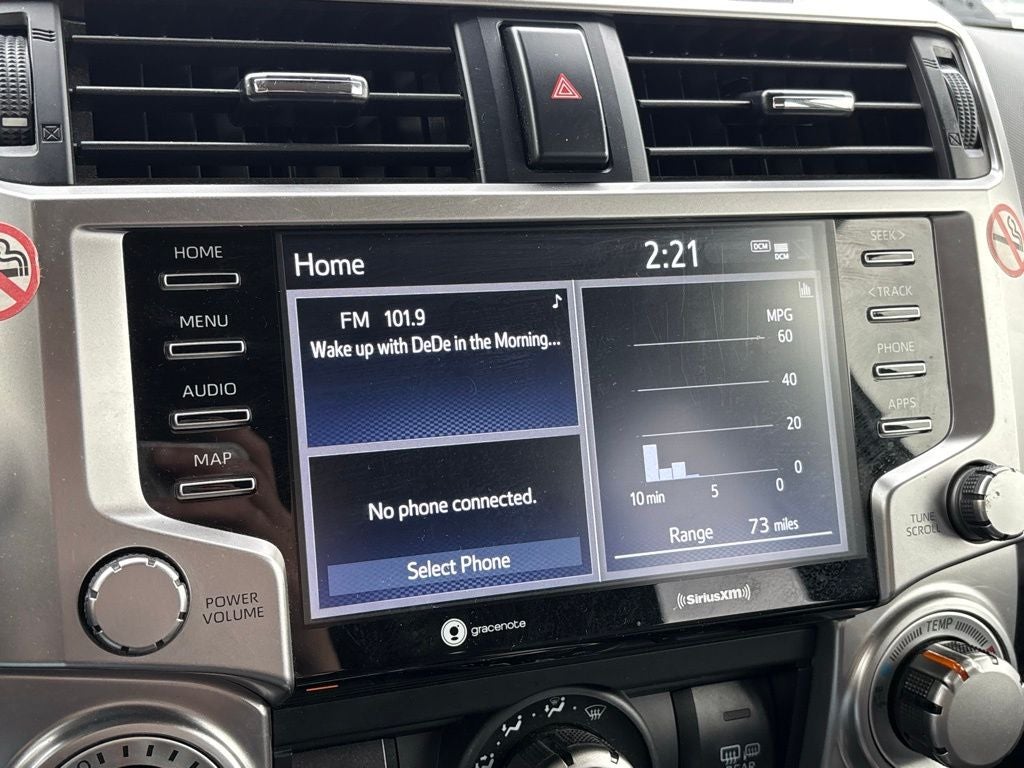 HOME
MENU
AUDIO
MAP
POWER
VOLUME
Home
2:21
DCM
DCM
FM 101.9
Wake up with DeDe in the Morning...
No phone connected.
Select Phone
MPG
60
40
20
0
10 min 5 0
Range 73 miles
gracenote
((SiriusXM))
SEEK >
< TRACK
PHONE
APPS
TUNE
SCROLL
TEMP
REAR